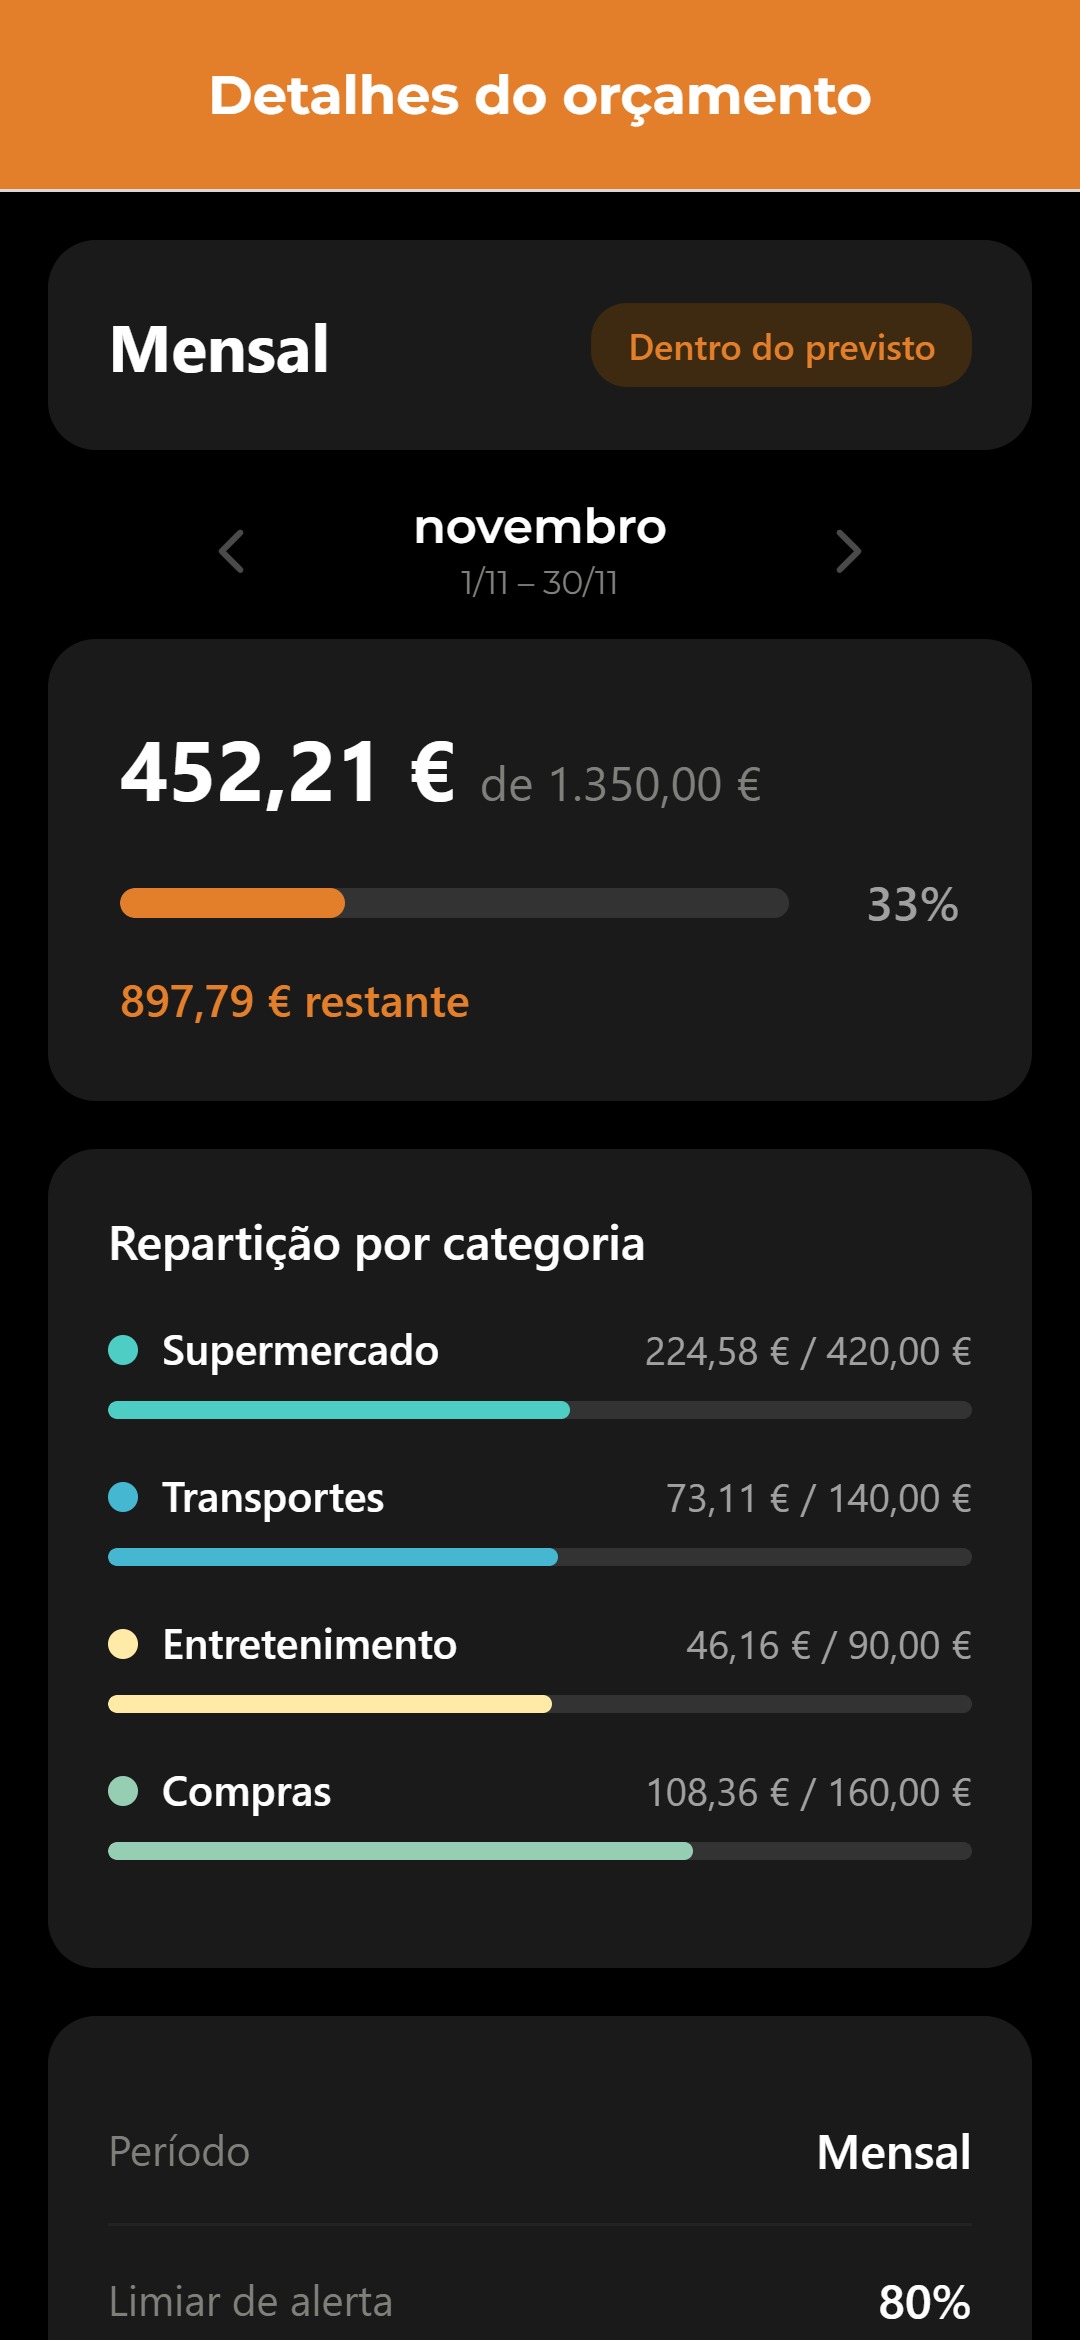 Detalhes do orçamento
Mensal
Dentro do previsto
novembro
1/11 – 30/11
452,21 € de 1.350,00 €
33%
897,79 € restante
Repartição por categoria
Supermercado 224,58 € / 420,00 €
Transportes 73,11 € / 140,00 €
Entretenimento 46,16 € / 90,00 €
Compras 108,36 € / 160,00 €
Período Mensal
Limiar de alerta 80%